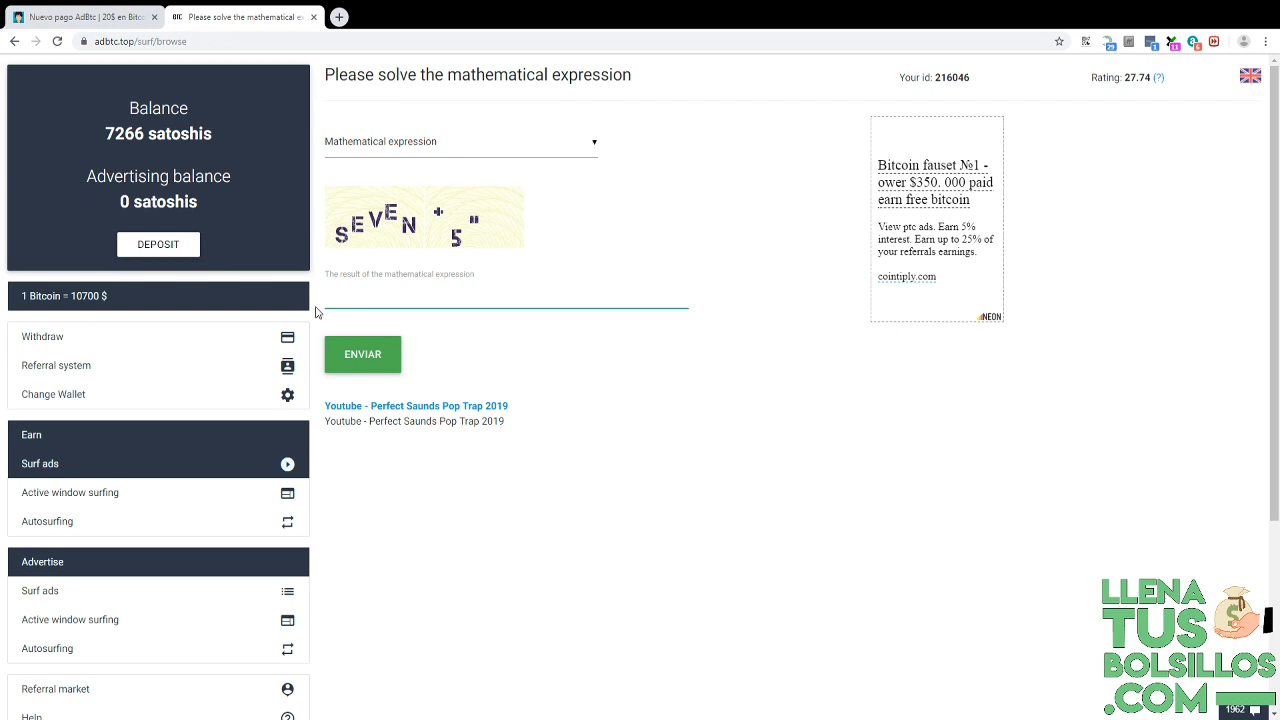 Nuevo pago AdBtc | 20$ en Bitco
Please solve the mathematical ex
adbtc.top/surf/browse
Balance
7266 satoshis
Advertising balance
0 satoshis
DEPOSIT
1 Bitcoin = 10700 $
Withdraw
Referral system
Change Wallet
Earn
Surf ads
Active window surfing
Autosurfing
Advertise
Surf ads
Active window surfing
Autosurfing
Referral market
Help
Please solve the mathematical expression
Your id: 216046
Rating: 27.74 (?)
Mathematical expression
SEVEN + 5"
The result of the mathematical expression
ENVIAR
Youtube - Perfect Saunds Pop Trap 2019
Youtube - Perfect Saunds Pop Trap 2019
Bitcoin fauset №1 -
ower $350. 000 paid
earn free bitcoin
View ptc ads. Earn 5%
interest. Earn up to 25% of
your referrals earnings.
cointiply.com
NEON
LLENA
TUS
BOLSILLOS
.COM
1962